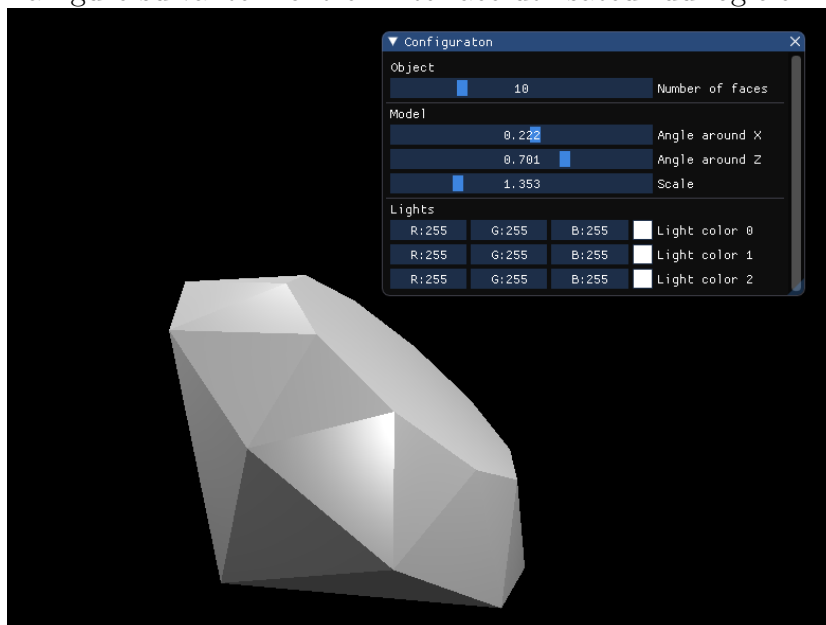 Configuraton
Object
10 Number of faces
Model
0.222 Angle around X
0.701 Angle around Z
1.353 Scale
Lights
R:255 G:255 B:255 Light color 0
R:255 G:255 B:255 Light color 1
R:255 G:255 B:255 Light color 2